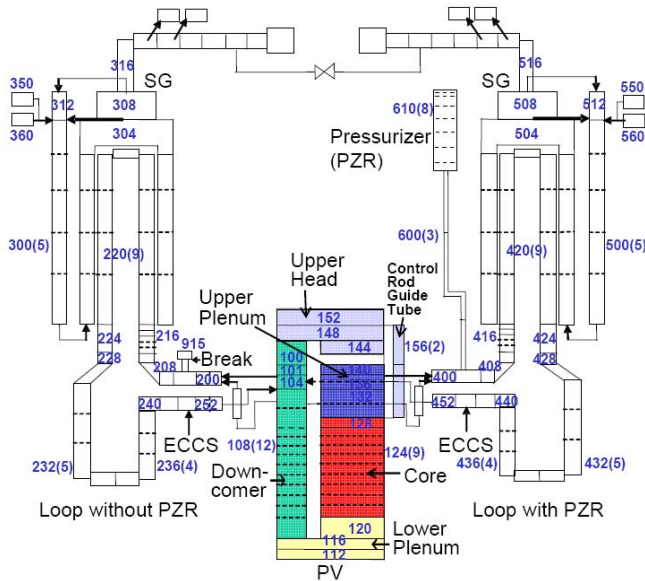 316
516
SG
SG
350
312
308
508
512
550
610(8)
360
560
304
504
Pressurizer
(PZR)
300(5)
220(9)
600(3)
420(9)
500(5)
Upper
Head
Control
Rod
Guide
Tube
Upper
Plenum
152
148
144
156(2)
224
216
915
416
424
228
100
428
208
Break
101
408
200
104
140
136
400
132
240
252
452
440
128
ECCS
ECCS
108(12)
124(9)
232(5)
236(4)
436(4)
432(5)
Down-
comer
Core
Loop without PZR
Loop with PZR
120
Lower
Plenum
116
112
PV